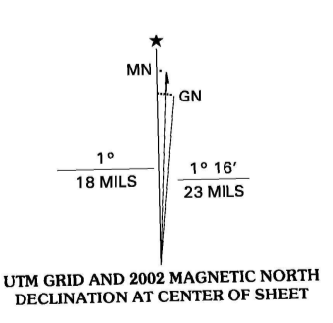 MN
GN
1°
18 MILS
1° 16′
23 MILS
UTM GRID AND 2002 MAGNETIC NORTH
DECLINATION AT CENTER OF SHEET